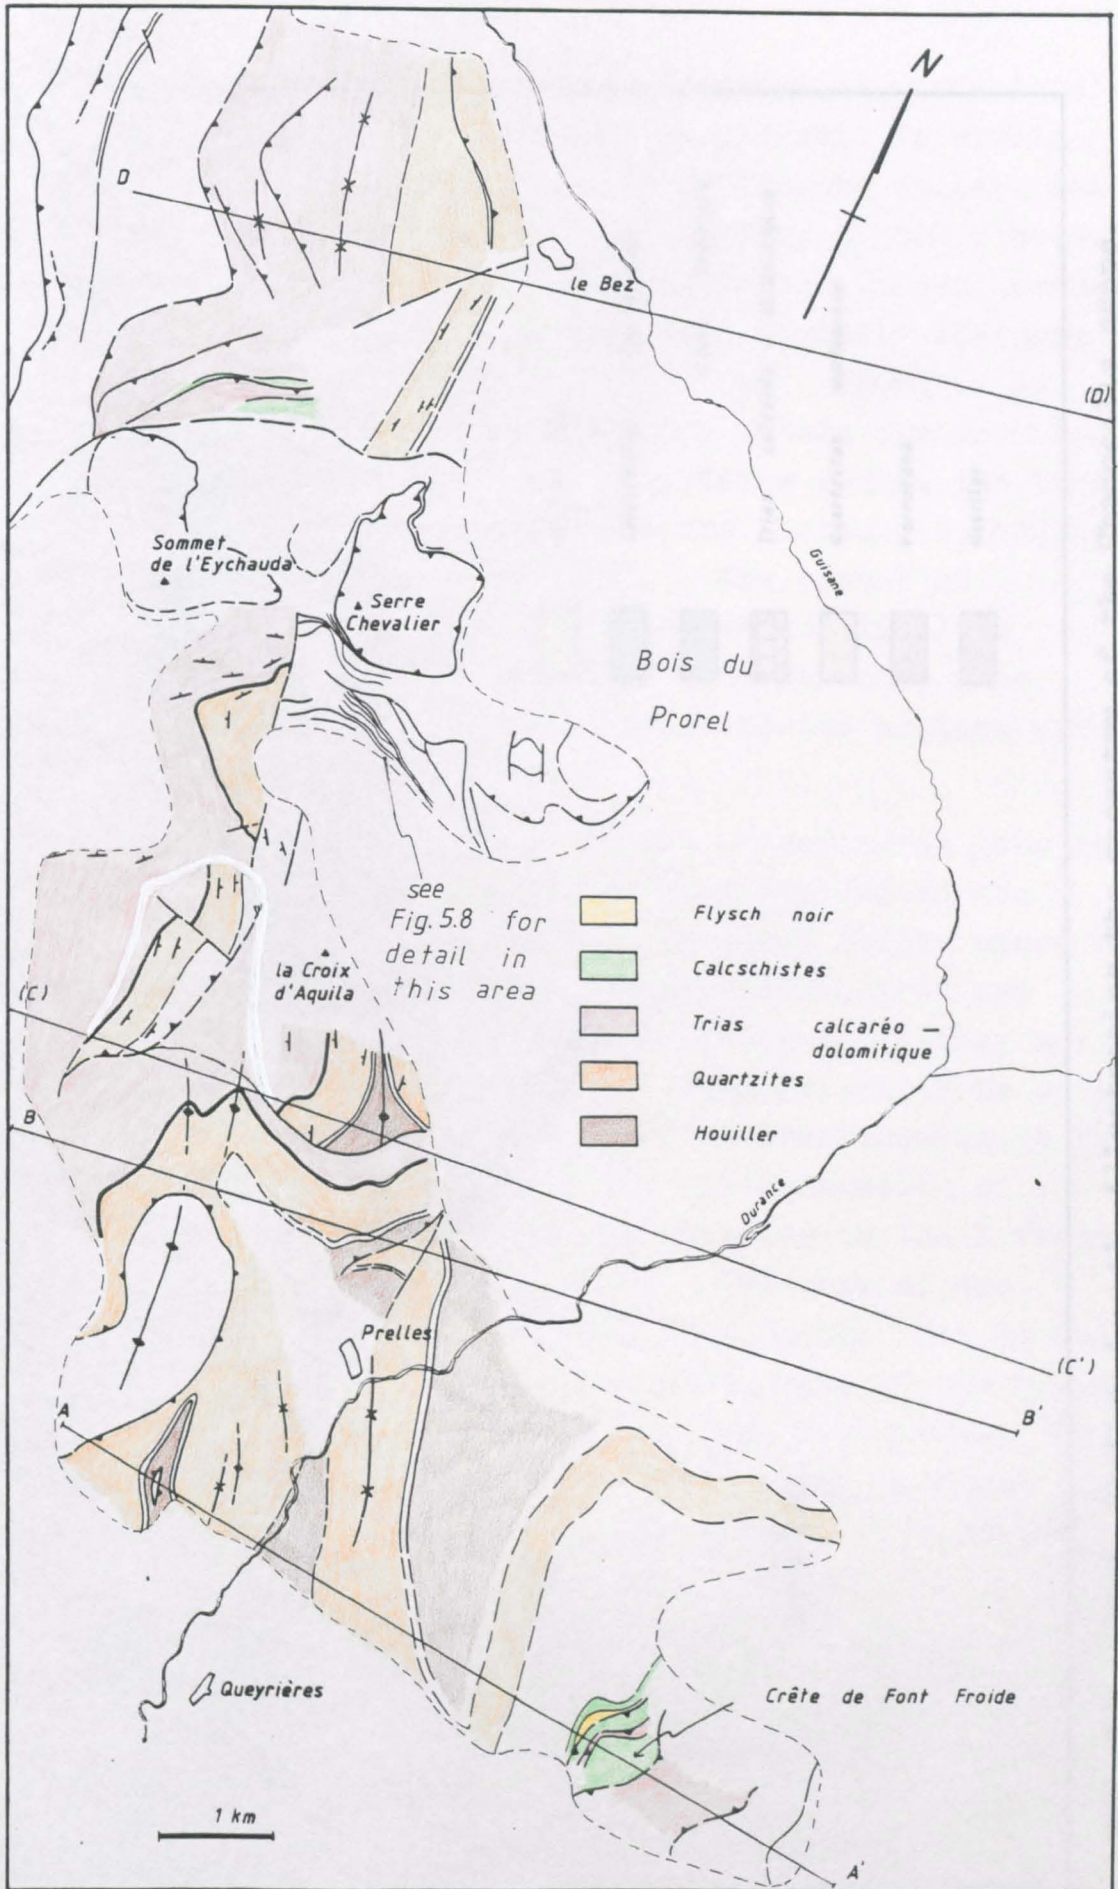 N
D
le Bez
(D)
Sommet
de l'Eychauda
Serre
Chevalier
Guisane
Bois du
Prorel
see
Fig. 5.8 for
detail in
this area
la Croix
d'Aquila
Flysch noir
Calcschistes
Trias calcaréo —
dolomitique
Quartzites
Houiller
(C)
B
Durance
Prelles
(C')
B'
A
Queyrières
Crête de Font Froide
1 km
A'